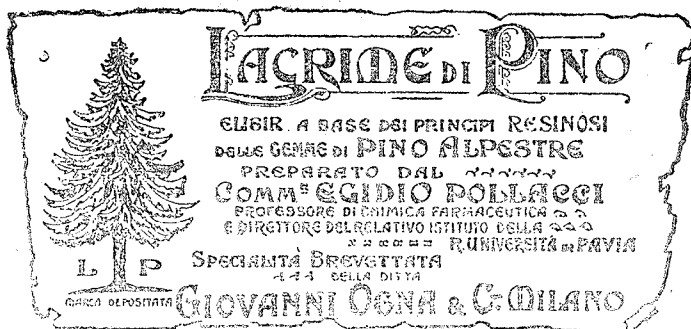 LACRIME DI PINO
ELISIR A BASE DEI PRINCIPI RESINOSI
DELLE GEMME DI PINO ALPESTRE
PREPARATO DAL
COMM.E EGIDIO POLLACCI
PROFESSORE DI CHIMICA FARMACEUTICA
E DIRETTORE DEL RELATIVO ISTITUTO DELLA
R. UNIVERSITÀ DI PAVIA
SPECIALITÀ BREVETTATA
DELLA DITTA
GIOVANNI OGNA & C. MILANO
L P
MARCA DEPOSITATA